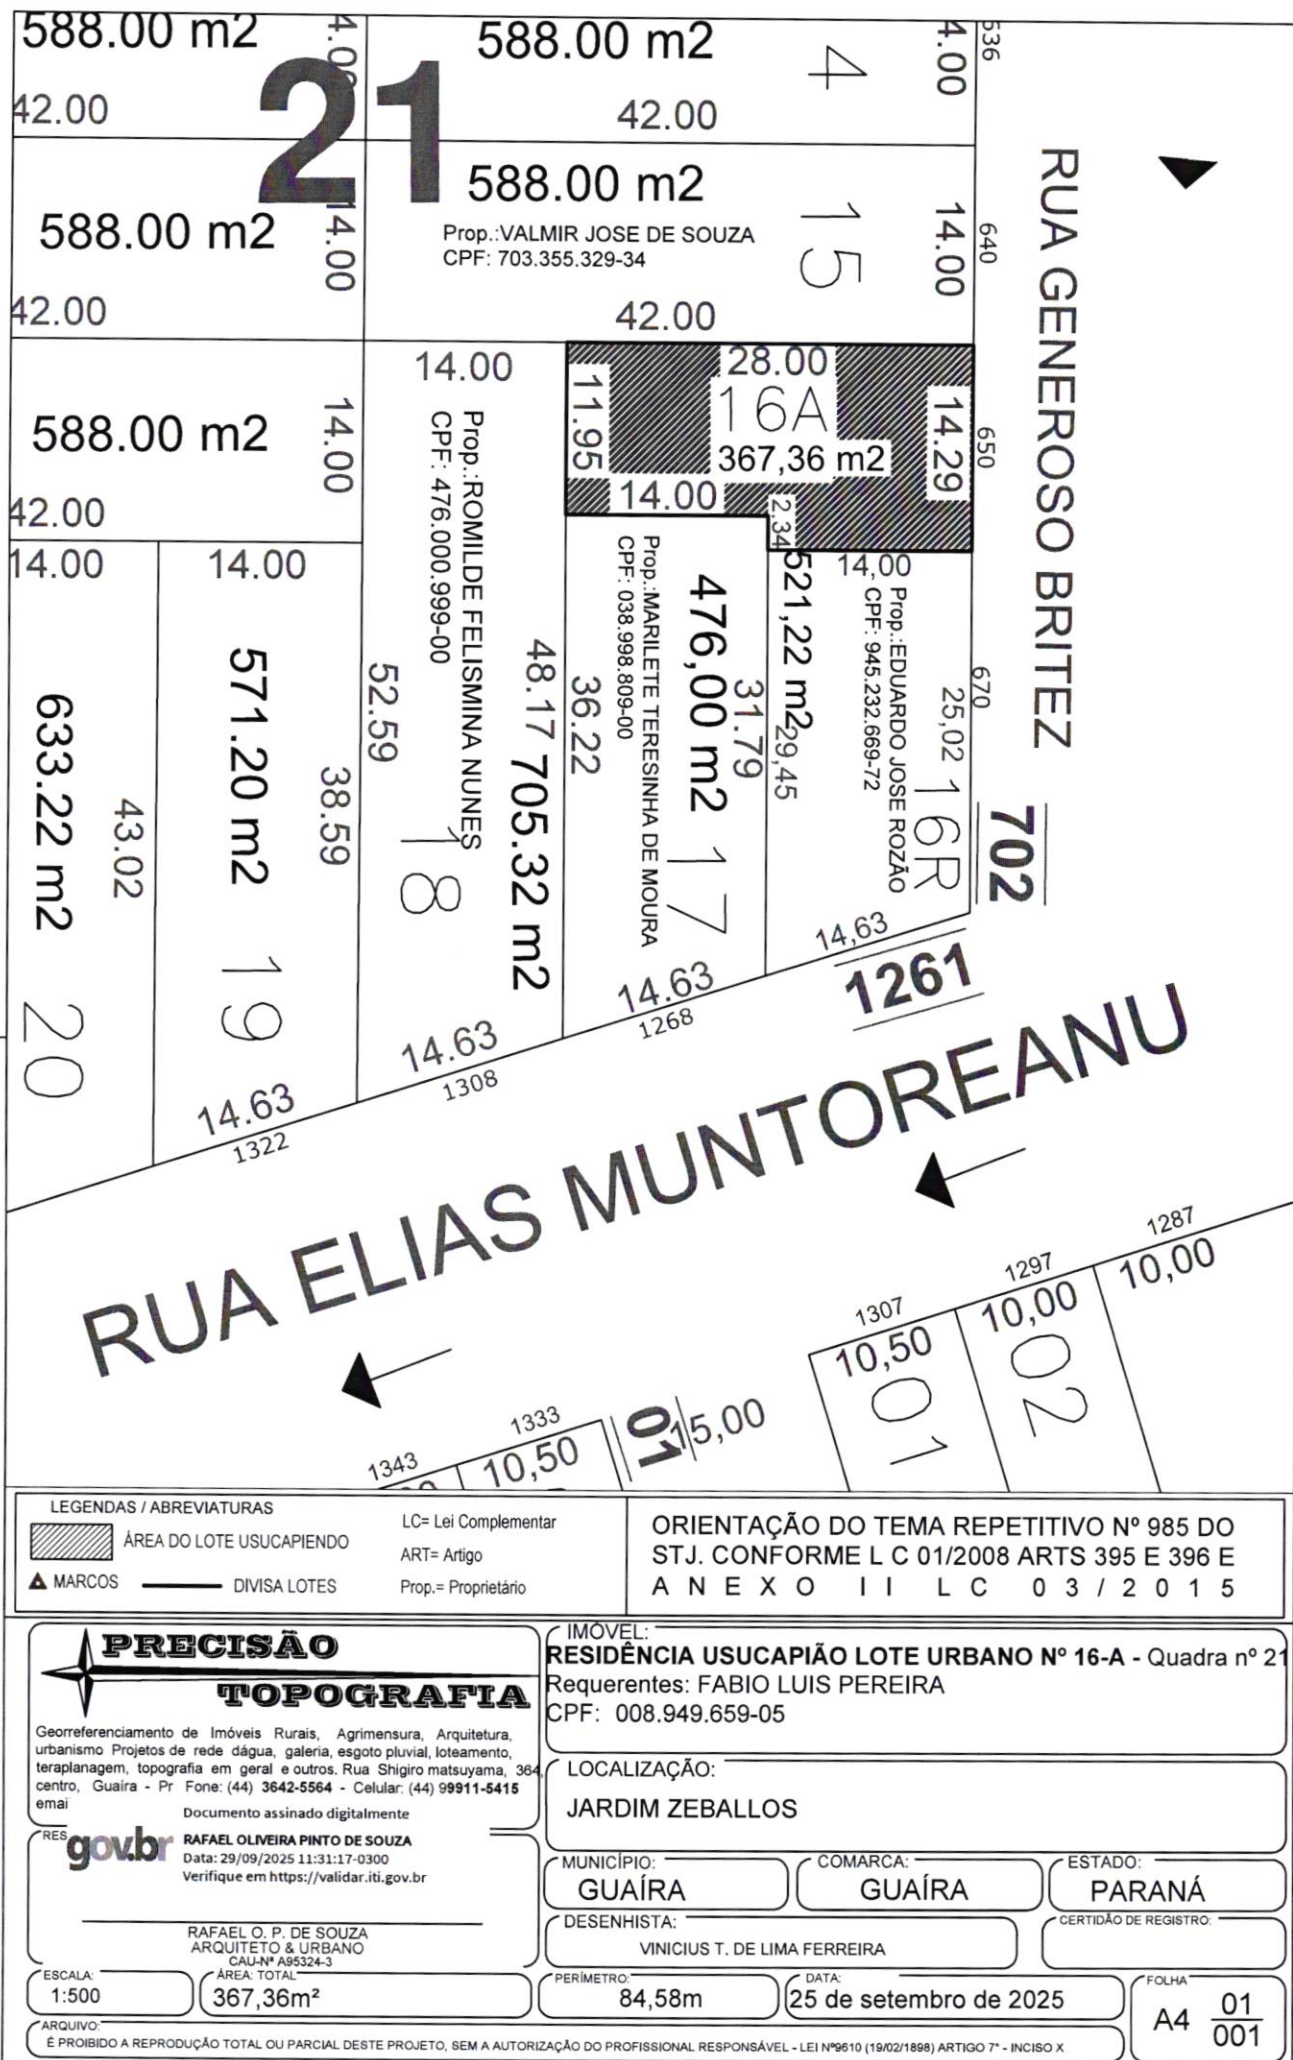 588.00 m2
4.00
588.00 m2
4
4.00
636
42.00
21
42.00
588.00 m2
14.00
588.00 m2
Prop.:VALMIR JOSE DE SOUZA
CPF: 703.355.329-34
15
14.00
640
42.00
42.00
RUA GENEROSO BRITEZ
588.00 m2
14.00
42.00
14.00
Prop.:ROMILDE FELISMINA NUNES
CPF: 476.000.999-00
28.00
11.95
16A
367,36 m2
14.29
650
14.00
2.34
14.00
14.00
14,00
Prop.:MARILETE TERESINHA DE MOURA
CPF: 038.998.809-00
476,00 m2
521,22 m2
Prop.:EDUARDO JOSE ROZÃO
CPF: 945.232.669-72
25,02
670
633.22 m2
43.02
571.20 m2
38.59
52.59
48.17
705.32 m2
36.22
31.79
29,45
702
20
19
18
17
16R
14,63
1261
14.63
1268
14.63
1308
14.63
1322
RUA ELIAS MUNTOREANU
1287
10,00
1297
10,00
02
1307
10,50
01
01
15,00
1333
10,50
1343
LEGENDAS / ABREVIATURAS
ÁREA DO LOTE USUCAPIENDO
MARCOS
DIVISA LOTES
LC= Lei Complementar
ART= Artigo
Prop.= Proprietário
ORIENTAÇÃO DO TEMA REPETITIVO Nº 985 DO
STJ. CONFORME L C 01/2008 ARTS 395 E 396 E
ANEXO II LC 03/2015
PRECISÃO
TOPOGRAFIA
Georreferenciamento de Imóveis Rurais, Agrimensura, Arquitetura,
urbanismo Projetos de rede dágua, galeria, esgoto pluvial, loteamento,
teraplanagem, topografia em geral e outros. Rua Shigiro matsuyama, 364,
centro, Guaíra - Pr Fone: (44) 3642-5564 - Celular: (44) 99911-5415
emai
Documento assinado digitalmente
RES
gov.br
RAFAEL OLIVEIRA PINTO DE SOUZA
Data: 29/09/2025 11:31:17-0300
Verifique em https://validar.iti.gov.br
RAFAEL O. P. DE SOUZA
ARQUITETO & URBANO
CAU-Nº A95324-3
IMÓVEL:
RESIDÊNCIA USUCAPIÃO LOTE URBANO Nº 16-A - Quadra nº 21
Requerentes: FABIO LUIS PEREIRA
CPF: 008.949.659-05
LOCALIZAÇÃO:
JARDIM ZEBALLOS
MUNICÍPIO:
GUAÍRA
COMARCA:
GUAÍRA
ESTADO:
PARANÁ
DESENHISTA:
VINICIUS T. DE LIMA FERREIRA
CERTIDÃO DE REGISTRO:
ESCALA:
1:500
ÁREA: TOTAL
367,36m²
PERÍMETRO:
84,58m
DATA:
25 de setembro de 2025
FOLHA
A4
01
001
ARQUIVO:
É PROIBIDO A REPRODUÇÃO TOTAL OU PARCIAL DESTE PROJETO, SEM A AUTORIZAÇÃO DO PROFISSIONAL RESPONSÁVEL - LEI Nº9610 (19/02/1898) ARTIGO 7º - INCISO X